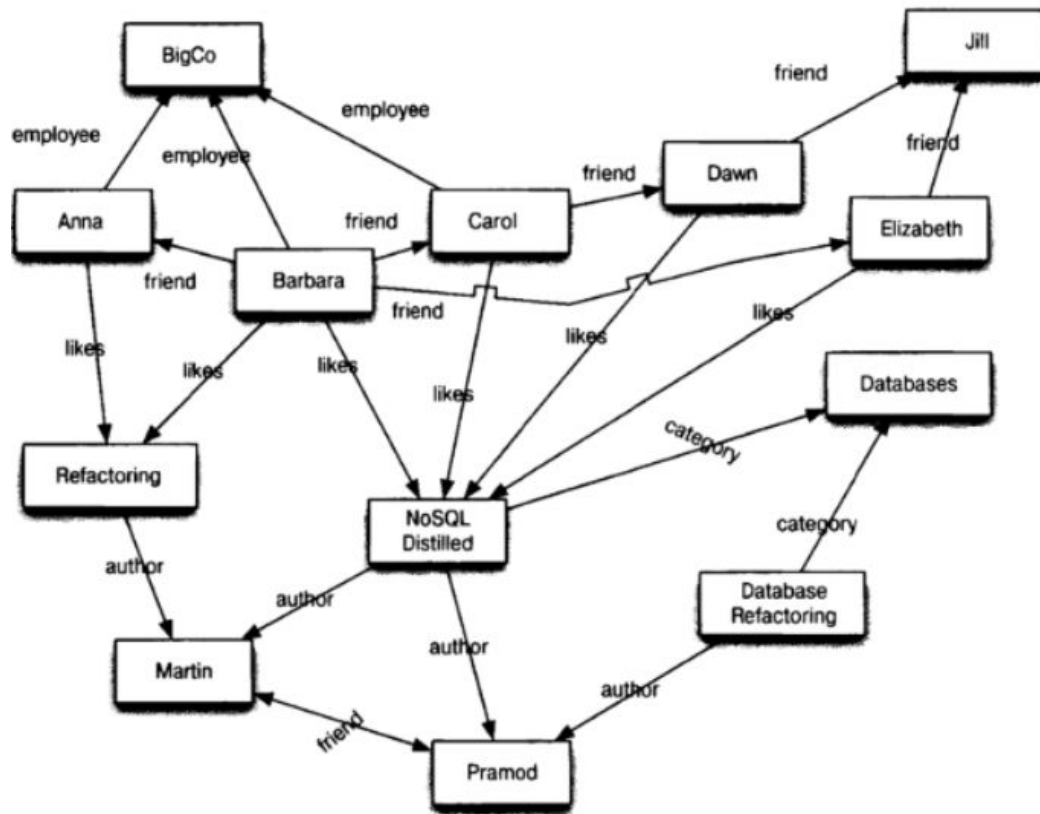 BigCo
Jill
friend
employee
employee
employee
friend
Dawn
friend
Anna
friend
Carol
Elizabeth
friend
Barbara
friend
likes
likes
likes
likes
likes
likes
Databases
category
Refactoring
NoSQL
Distilled
category
author
author
Database
Refactoring
author
Martin
author
friend
Pramod